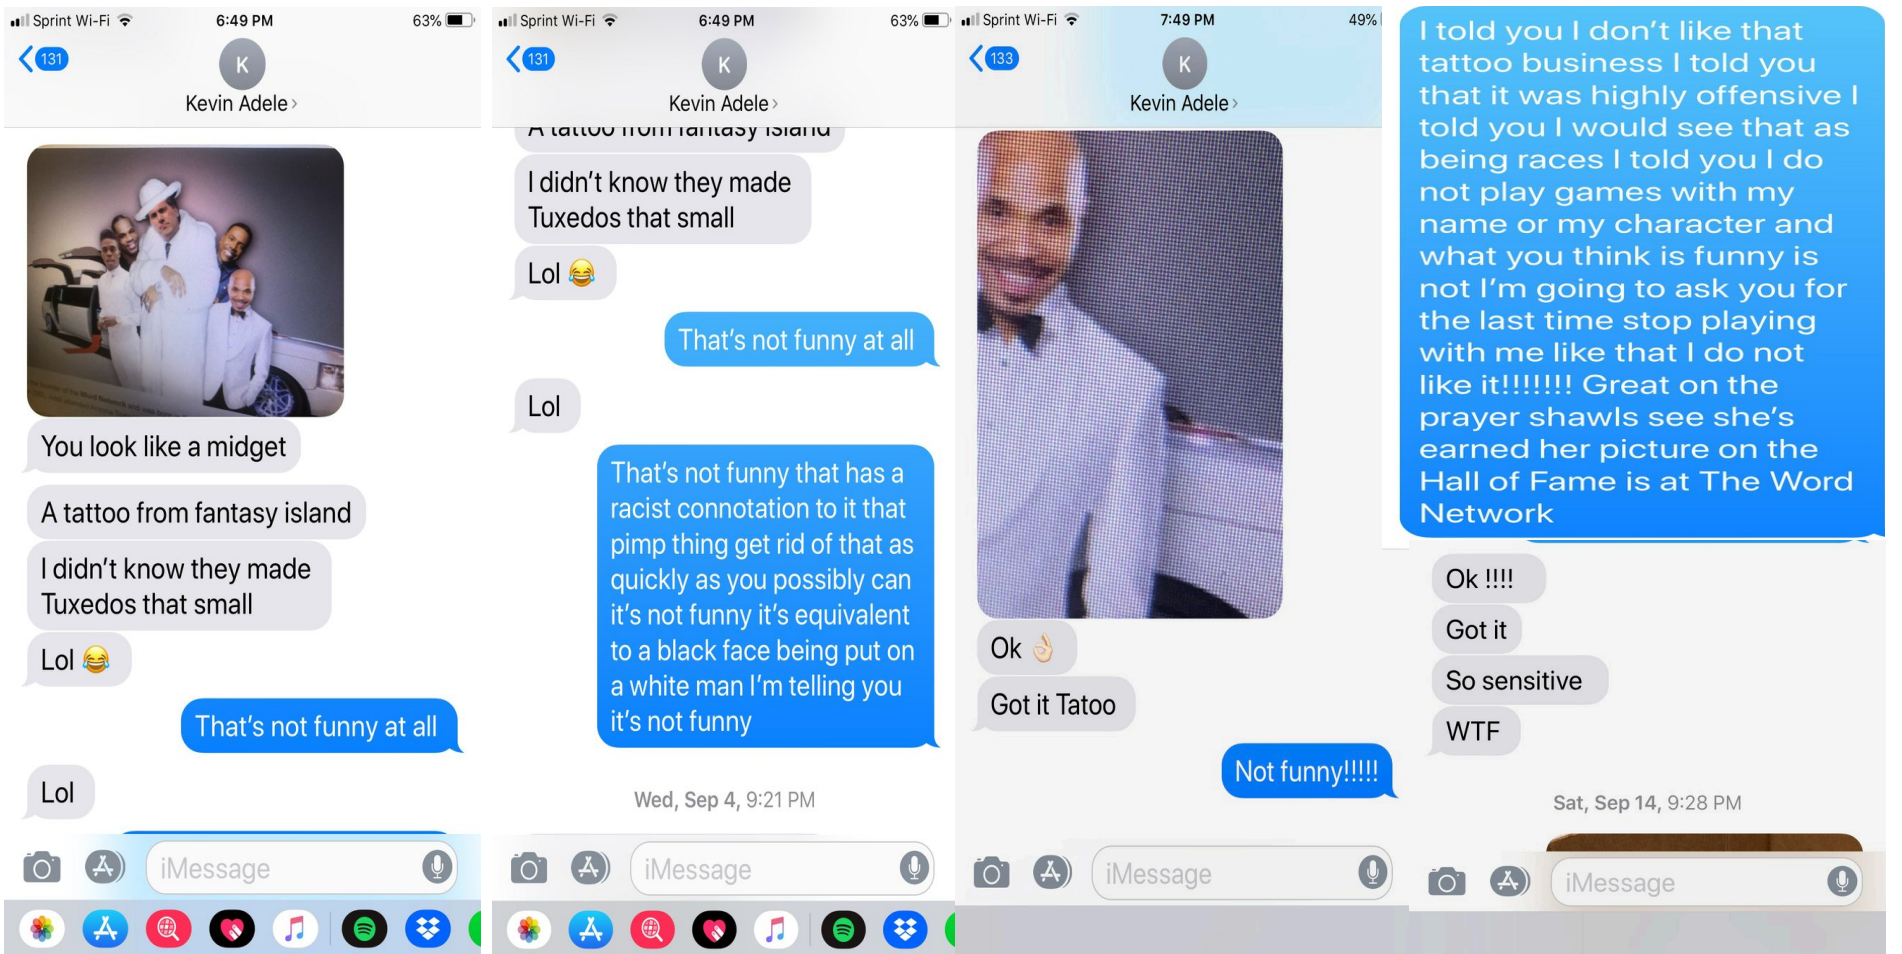 Sprint Wi-Fi 6:49 PM 63%
131
K
Kevin Adele
You look like a midget
A tattoo from fantasy island
I didn't know they made
Tuxedos that small
Lol 😂
That's not funny at all
Lol
iMessage
Sprint Wi-Fi 6:49 PM 63%
131
K
Kevin Adele
A tattoo from fantasy island
I didn't know they made
Tuxedos that small
Lol 😂
That's not funny at all
Lol
That's not funny that has a
racist connotation to it that
pimp thing get rid of that as
quickly as you possibly can
it's not funny it's equivalent
to a black face being put on
a white man I'm telling you
it's not funny
Wed, Sep 4, 9:21 PM
iMessage
Sprint Wi-Fi 7:49 PM 49%
133
K
Kevin Adele
Ok 👌🏻
Got it Tatoo
Not funny!!!!!
iMessage
I told you I don't like that
tattoo business I told you
that it was highly offensive I
told you I would see that as
being races I told you I do
not play games with my
name or my character and
what you think is funny is
not I'm going to ask you for
the last time stop playing
with me like that I do not
like it!!!!!!! Great on the
prayer shawls see she's
earned her picture on the
Hall of Fame is at The Word
Network
Ok !!!!
Got it
So sensitive
WTF
Sat, Sep 14, 9:28 PM
iMessage